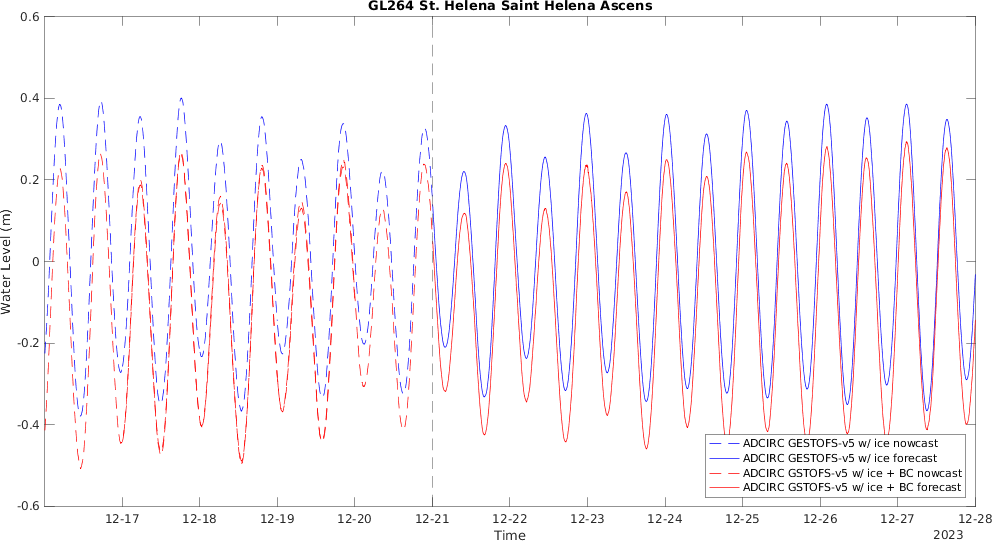 GL264 St. Helena Saint Helena Ascens
Water Level (m)
0.6
0.4
0.2
0
-0.2
-0.4
-0.6
ADCIRC GESTOFS-v5 w/ ice nowcast
ADCIRC GESTOFS-v5 w/ ice forecast
ADCIRC GSTOFS-v5 w/ ice + BC nowcast
ADCIRC GSTOFS-v5 w/ ice + BC forecast
12-17 12-18 12-19 12-20 12-21 12-22 12-23 12-24 12-25 12-26 12-27 12-28
Time
2023